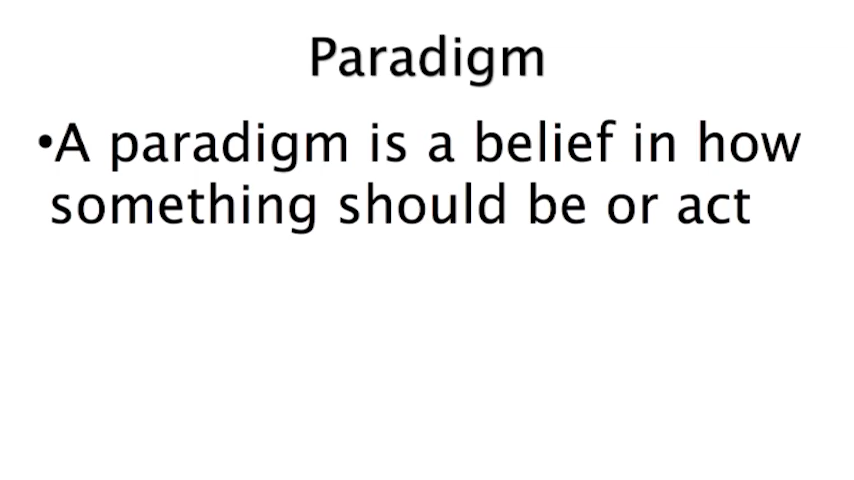 Paradigm
•A paradigm is a belief in how
something should be or act